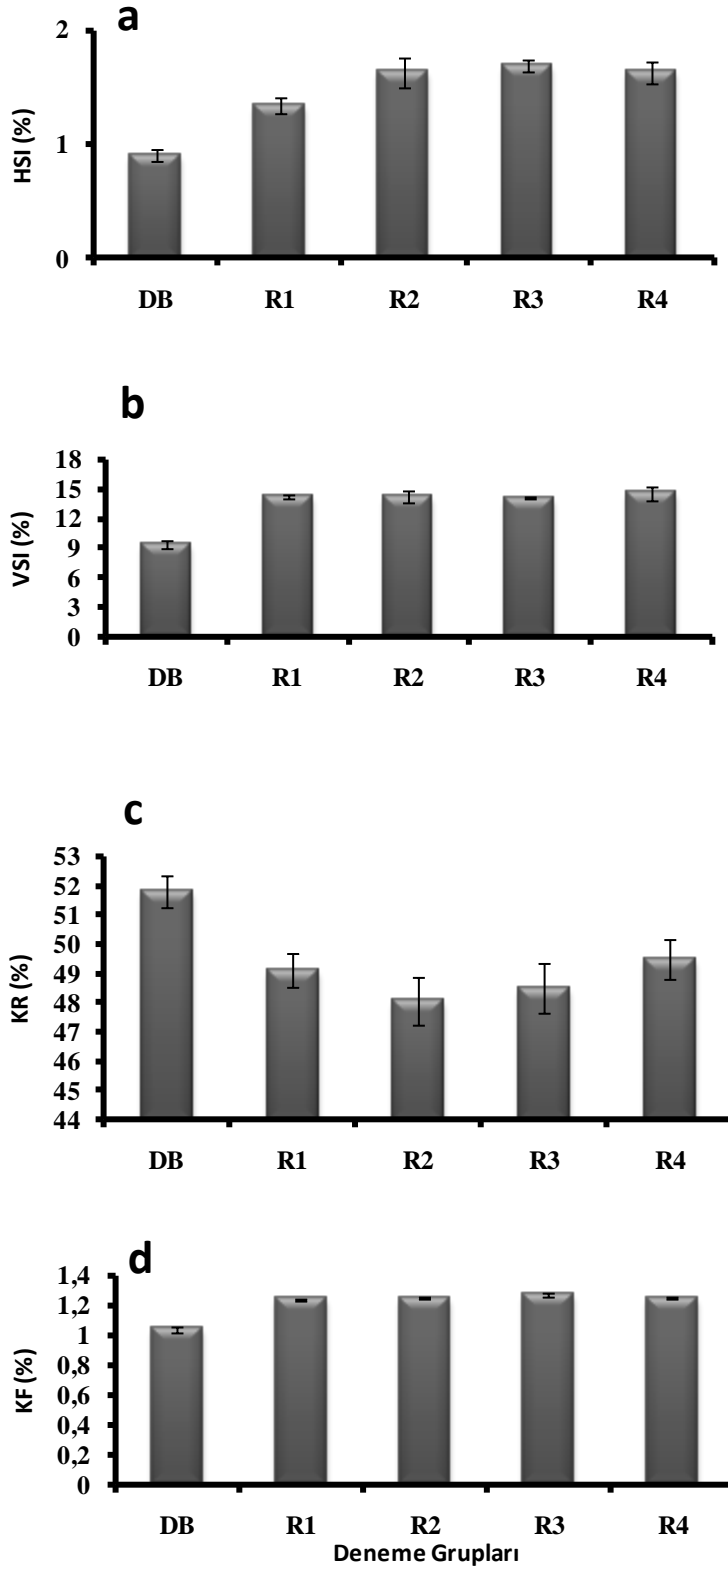 a
2
1
0
HSI (%)
DB R1 R2 R3 R4
b
18
15
12
9
6
3
0
VSI (%)
DB R1 R2 R3 R4
c
53
52
51
50
49
48
47
46
45
44
KR (%)
DB R1 R2 R3 R4
d
1,4
1,2
1
0,8
0,6
0,4
0,2
0
KF (%)
DB R1 R2 R3 R4
Deneme Grupları